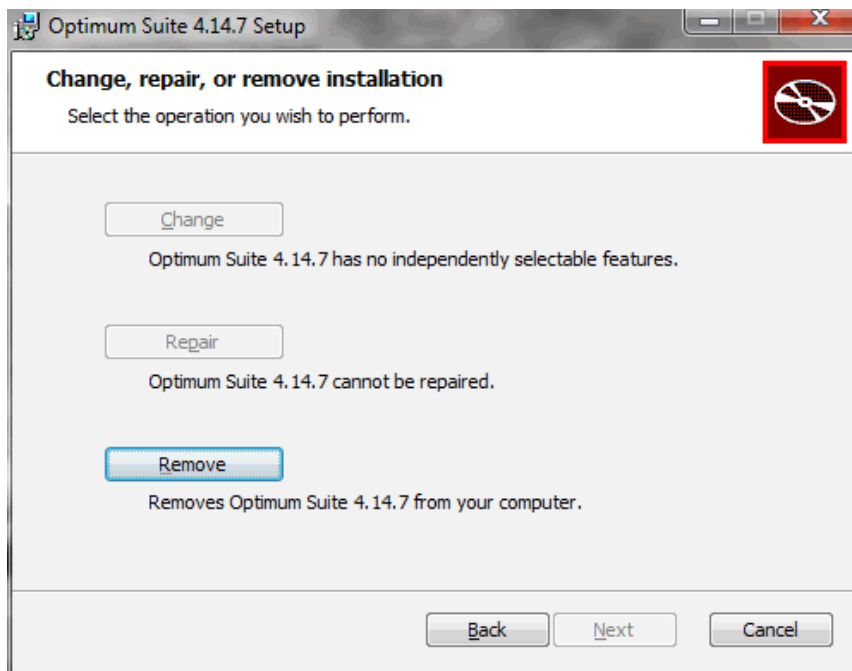 Optimum Suite 4.14.7 Setup
Change, repair, or remove installation
Select the operation you wish to perform.
Change
Optimum Suite 4.14.7 has no independently selectable features.
Repair
Optimum Suite 4.14.7 cannot be repaired.
Remove
Removes Optimum Suite 4.14.7 from your computer.
Back Next Cancel